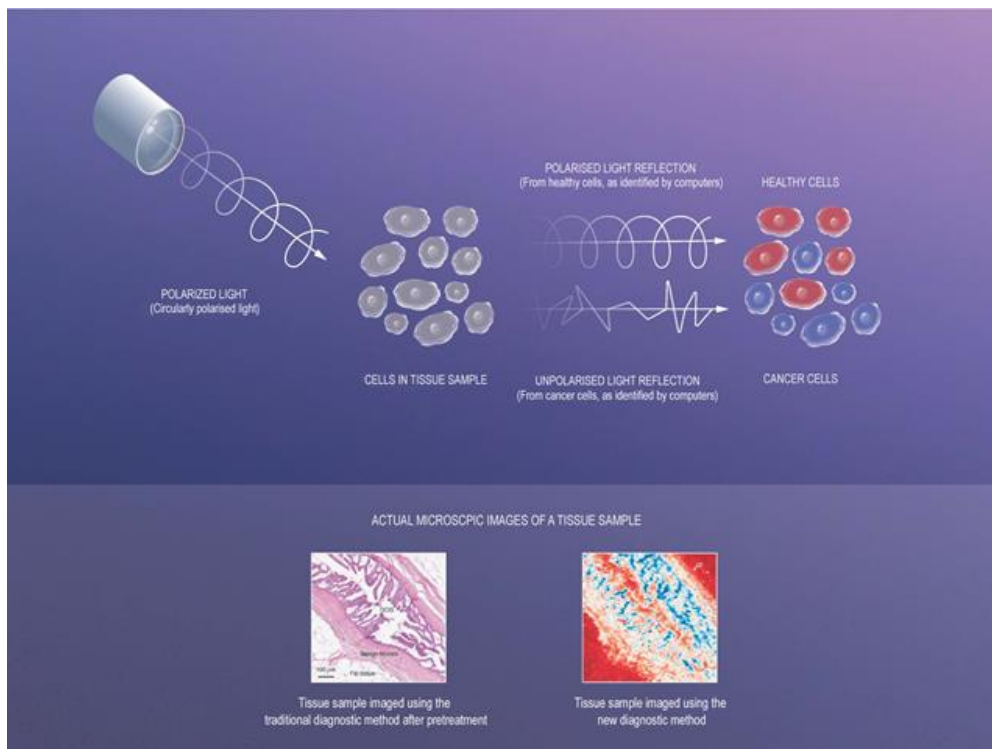 POLARISED LIGHT REFLECTION
(From healthy cells, as identified by computers)
HEALTHY CELLS
POLARIZED LIGHT
(Circularly polarised light)
CELLS IN TISSUE SAMPLE
UNPOLARISED LIGHT REFLECTION
(From cancer cells, as identified by computers)
CANCER CELLS
ACTUAL MICROSCPIC IMAGES OF A TISSUE SAMPLE
Fat tissue
Tissue sample imaged using the
traditional diagnostic method after pretreatment
Tissue sample imaged using the
new diagnostic method